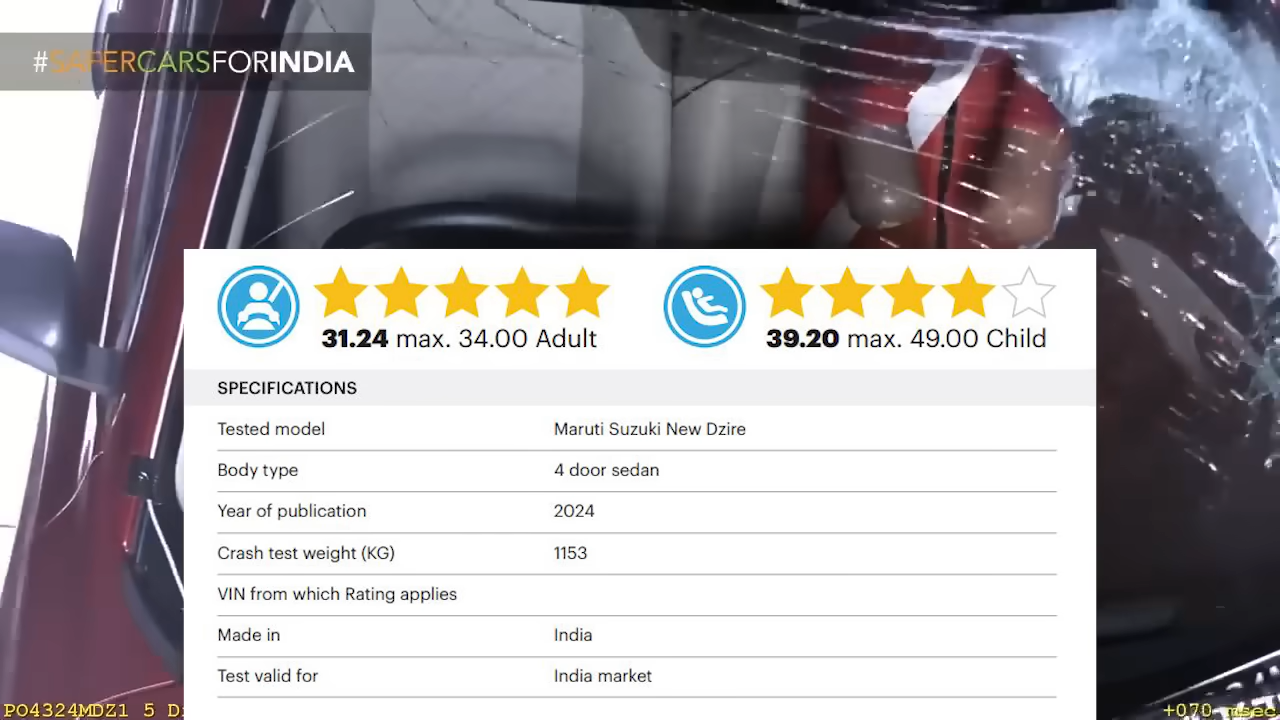 #SAFERCARSFORINDIA
31.24 max. 34.00 Adult
39.20 max. 49.00 Child
SPECIFICATIONS
Tested model Maruti Suzuki New Dzire
Body type 4 door sedan
Year of publication 2024
Crash test weight (KG) 1153
VIN from which Rating applies
Made in India
Test valid for India market
PO4324MDZ1 5 D
+070 msec